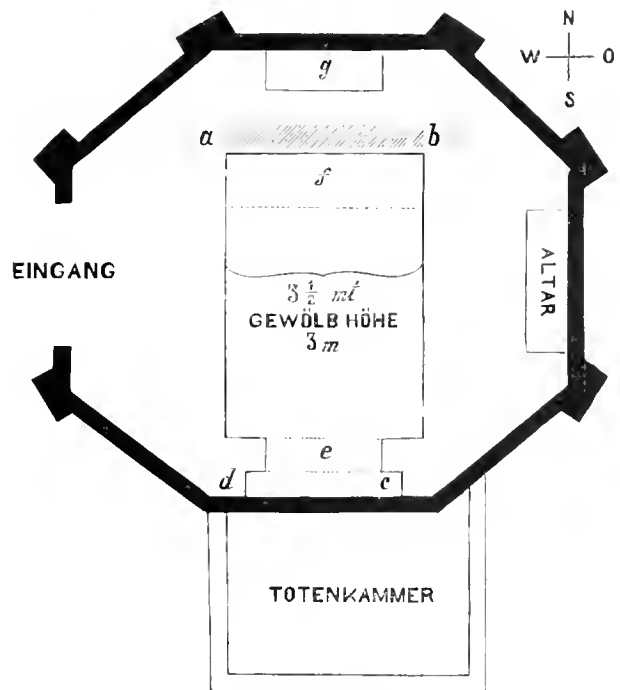 N
W O
S
g
a b
f
EINGANG
ALTAR
3 1/2 mt
GEWÖLB HÖHE
3 m
e
d c
TOTENKAMMER